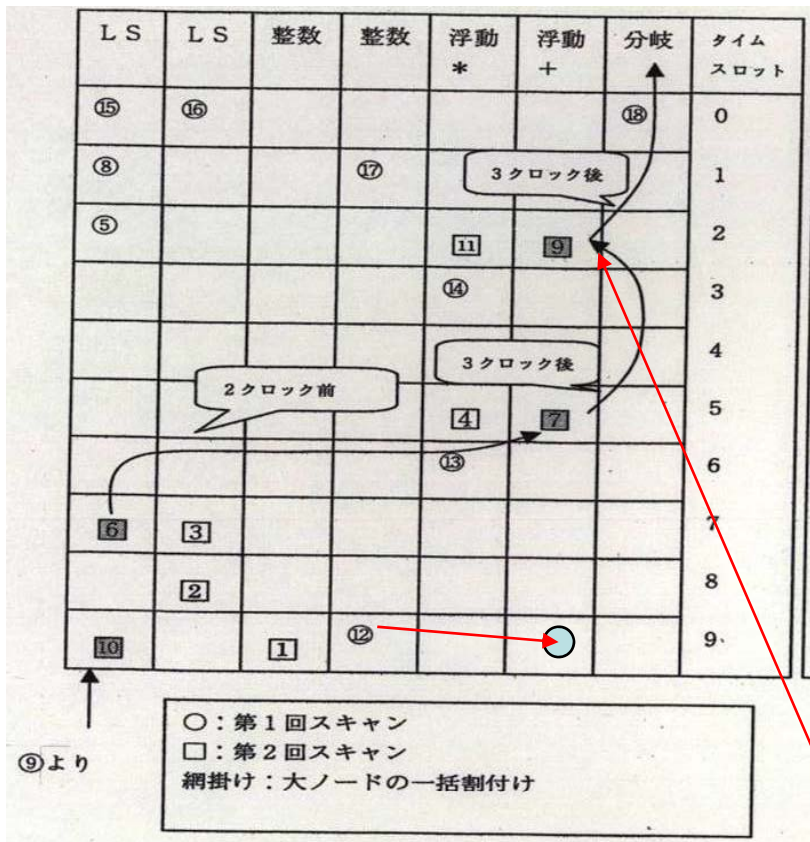 LS LS 整数 整数 浮動 * 浮動 + 分岐 タイムスロット
⑮ ⑯ ⑱ 0
⑧ ⑰ 3クロック後 1
⑤ 11 9 2
⑭ 3
3クロック後 4
2クロック前
4 7 5
⑬ 6
6 3 7
2 8
10 1 ⑫ 9
⑨より
○:第1回スキャン
□:第2回スキャン
網掛け:大ノードの一括割付け